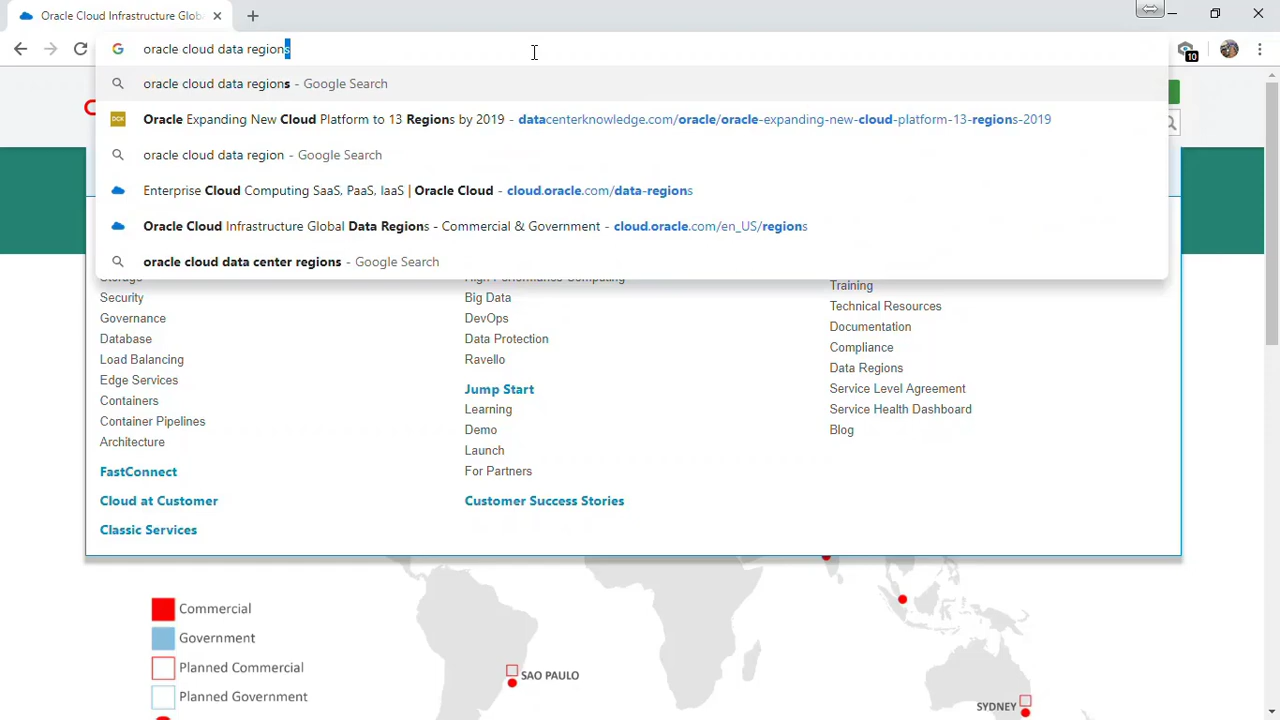 Oracle Cloud Infrastructure Glob
oracle cloud data regions
10
oracle cloud data regions - Google Search
Oracle Expanding New Cloud Platform to 13 Regions by 2019 - datacenterknowledge.com/oracle/oracle-expanding-new-cloud-platform-13-regions-2019
oracle cloud data region - Google Search
Enterprise Cloud Computing SaaS, PaaS, IaaS | Oracle Cloud - cloud.oracle.com/data-regions
Oracle Cloud Infrastructure Global Data Regions - Commercial & Government - cloud.oracle.com/en_US/regions
oracle cloud data center regions - Google Search
Storage
Security
Governance
Database
Load Balancing
Edge Services
Containers
Container Pipelines
Architecture
FastConnect
Cloud at Customer
Classic Services
High Performance Computing
Big Data
DevOps
Data Protection
Ravello
Jump Start
Learning
Demo
Launch
For Partners
Customer Success Stories
Training
Technical Resources
Documentation
Compliance
Data Regions
Service Level Agreement
Service Health Dashboard
Blog
Commercial
Government
Planned Commercial
Planned Government
SAO PAULO
SYDNEY